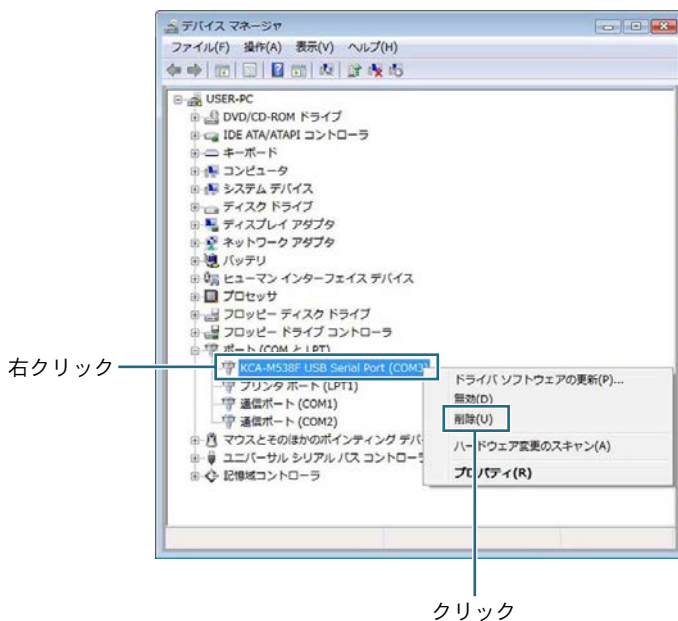 デバイス マネージャ
ファイル(F) 操作(A) 表示(V) ヘルプ(H)
USER-PC
DVD/CD-ROM ドライブ
IDE ATA/ATAPI コントローラ
キーボード
コンピュータ
システム デバイス
ディスク ドライブ
ディスプレイ アダプタ
ネットワーク アダプタ
バッテリ
ヒューマン インターフェイス デバイス
プロセッサ
フロッピー ディスク ドライブ
フロッピー ドライブ コントローラ
ポート (COM と LPT)
右クリック
KCA-M538F USB Serial Port (COM3)
プリンタ ポート (LPT1)
通信ポート (COM1)
通信ポート (COM2)
マウスとそのほかのポインティング デバ
ユニバーサル シリアル バス コントローラ
記憶域コントローラ
ドライバ ソフトウェアの更新(P)...
無効(D)
削除(U)
ハードウェア変更のスキャン(A)
プロパティ(R)
クリック